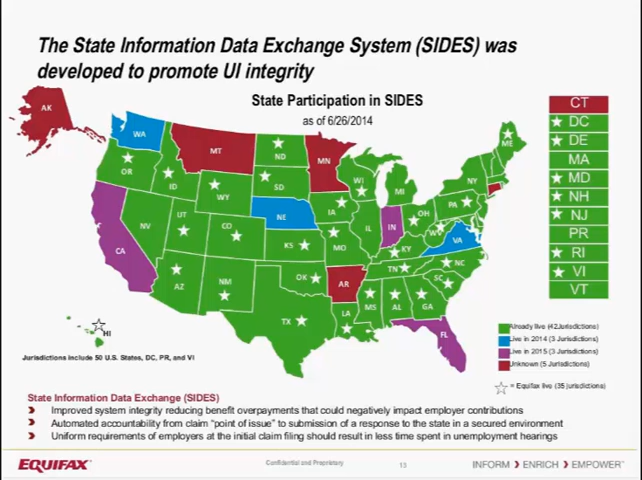 The State Information Data Exchange System (SIDES) was
developed to promote UI integrity
State Participation in SIDES
as of 6/26/2014
AK
WA
MT
ND
MN
ME
OR
ID
WY
SD
WI
MI
NY
NV
UT
CO
NE
IA
IL
IN
OH
PA
CA
KS
MO
KY
WV
VA
AZ
NM
OK
AR
TN
NC
SC
TX
LA
MS
AL
GA
FL
HI
CT
DC
DE
MA
MD
NH
NJ
PR
RI
VI
VT
Already live (42Jurisdictions)
Live in 2014 (3 Jurisdictions)
Live in 2015 (3 Jurisdictions)
Unknown (5 Jurisdictions)
= Equifax live (35 jurisdictions)
Jurisdictions include 50 U.S. States, DC, PR, and VI
State Information Data Exchange (SIDES)
Improved system integrity reducing benefit overpayments that could negatively impact employer contributions
Automated accountability from claim "point of issue" to submission of a response to the state in a secured environment
Uniform requirements of employers at the initial claim filing should result in less time spent in unemployment hearings
EQUIFAX
Confidential and Proprietary
13
INFORM > ENRICH > EMPOWER